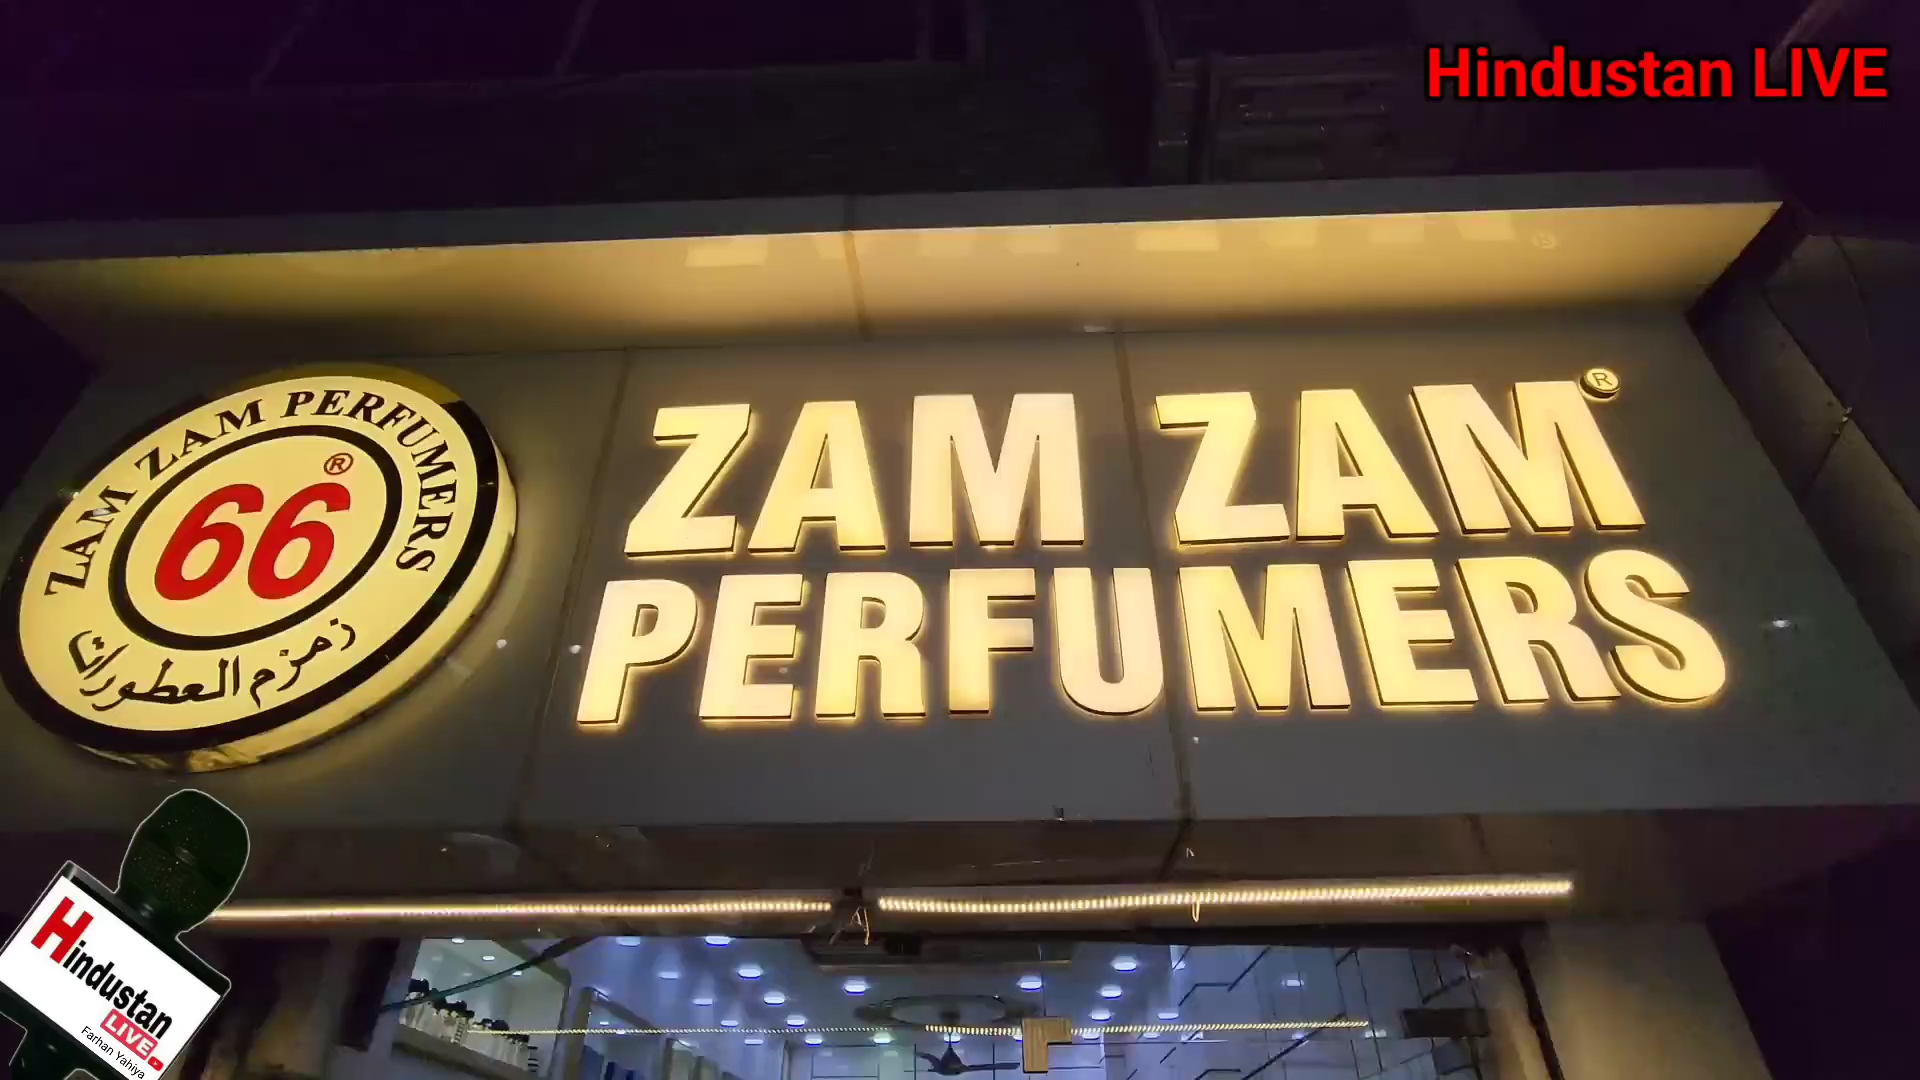 Hindustan LIVE
ZAM ZAM PERFUMERS
66®
زمزم العطورات
ZAM ZAM®
PERFUMERS
Hindustan
LIVE
Farhan Yahiya